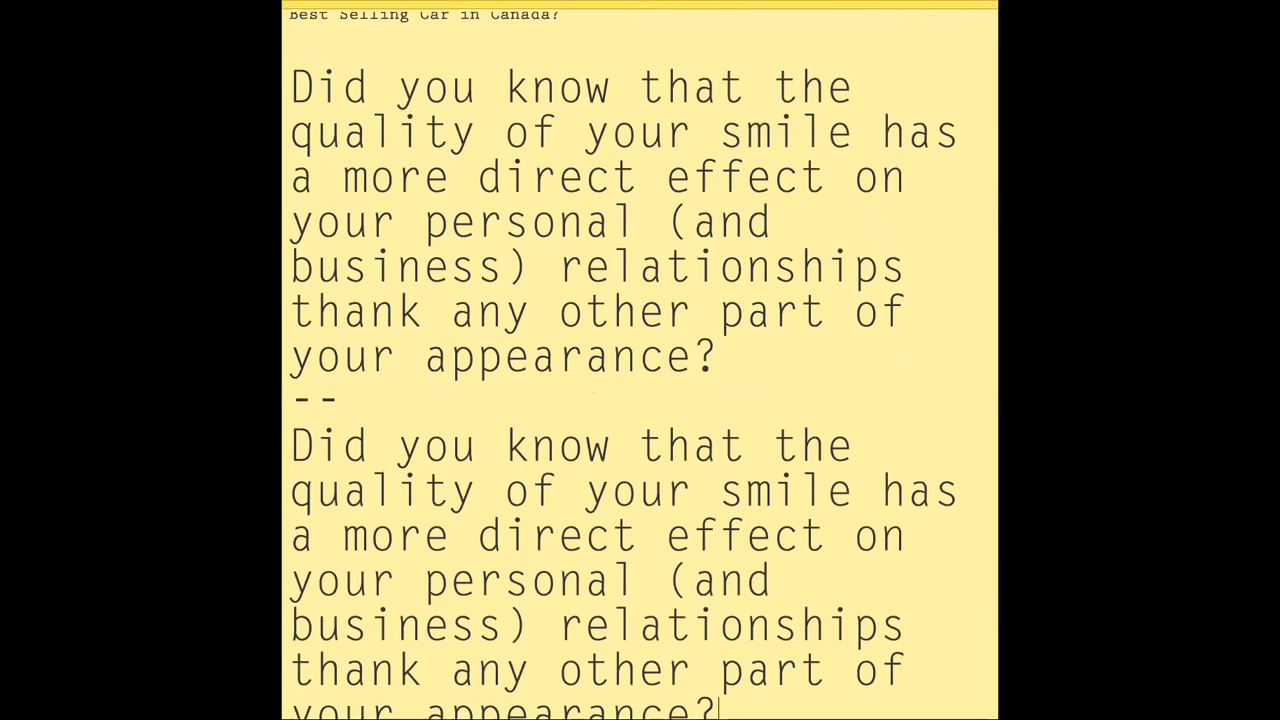 Best Selling Car in Canada?
Did you know that the
quality of your smile has
a more direct effect on
your personal (and
business) relationships
thank any other part of
your appearance?
--
Did you know that the
quality of your smile has
a more direct effect on
your personal (and
business) relationships
thank any other part of
your appearance?